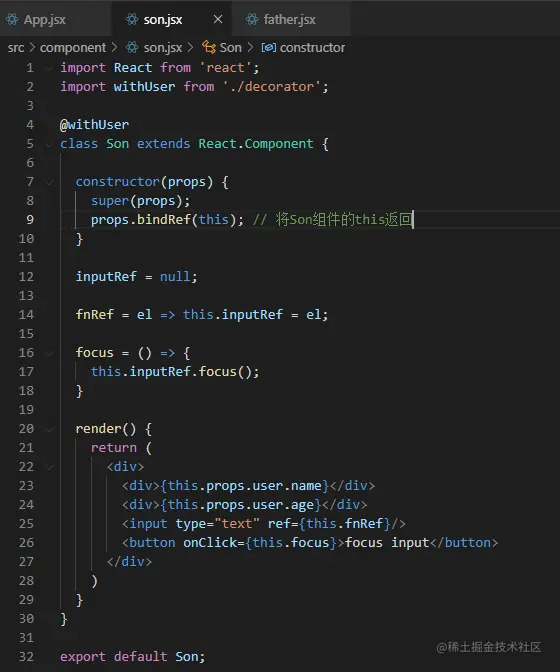 App.jsx son.jsx × father.jsx
src > component > son.jsx > Son > constructor
1 import React from 'react';
2 import withUser from './decorator';
3
4 @withUser
5 class Son extends React.Component {
6
7 constructor(props) {
8 super(props);
9 props.bindRef(this); // 将Son组件的this返回
10 }
11
12 inputRef = null;
13
14 fnRef = el => this.inputRef = el;
15
16 focus = () => {
17 this.inputRef.focus();
18 }
19
20 render() {
21 return (
22 <div>
23 <div>{this.props.user.name}</div>
24 <div>{this.props.user.age}</div>
25 <input type="text" ref={this.fnRef}/>
26 <button onClick={this.focus}>focus input</button>
27 </div>
28 )
29 }
30 }
31
32 export default Son;
@稀土掘金技术社区